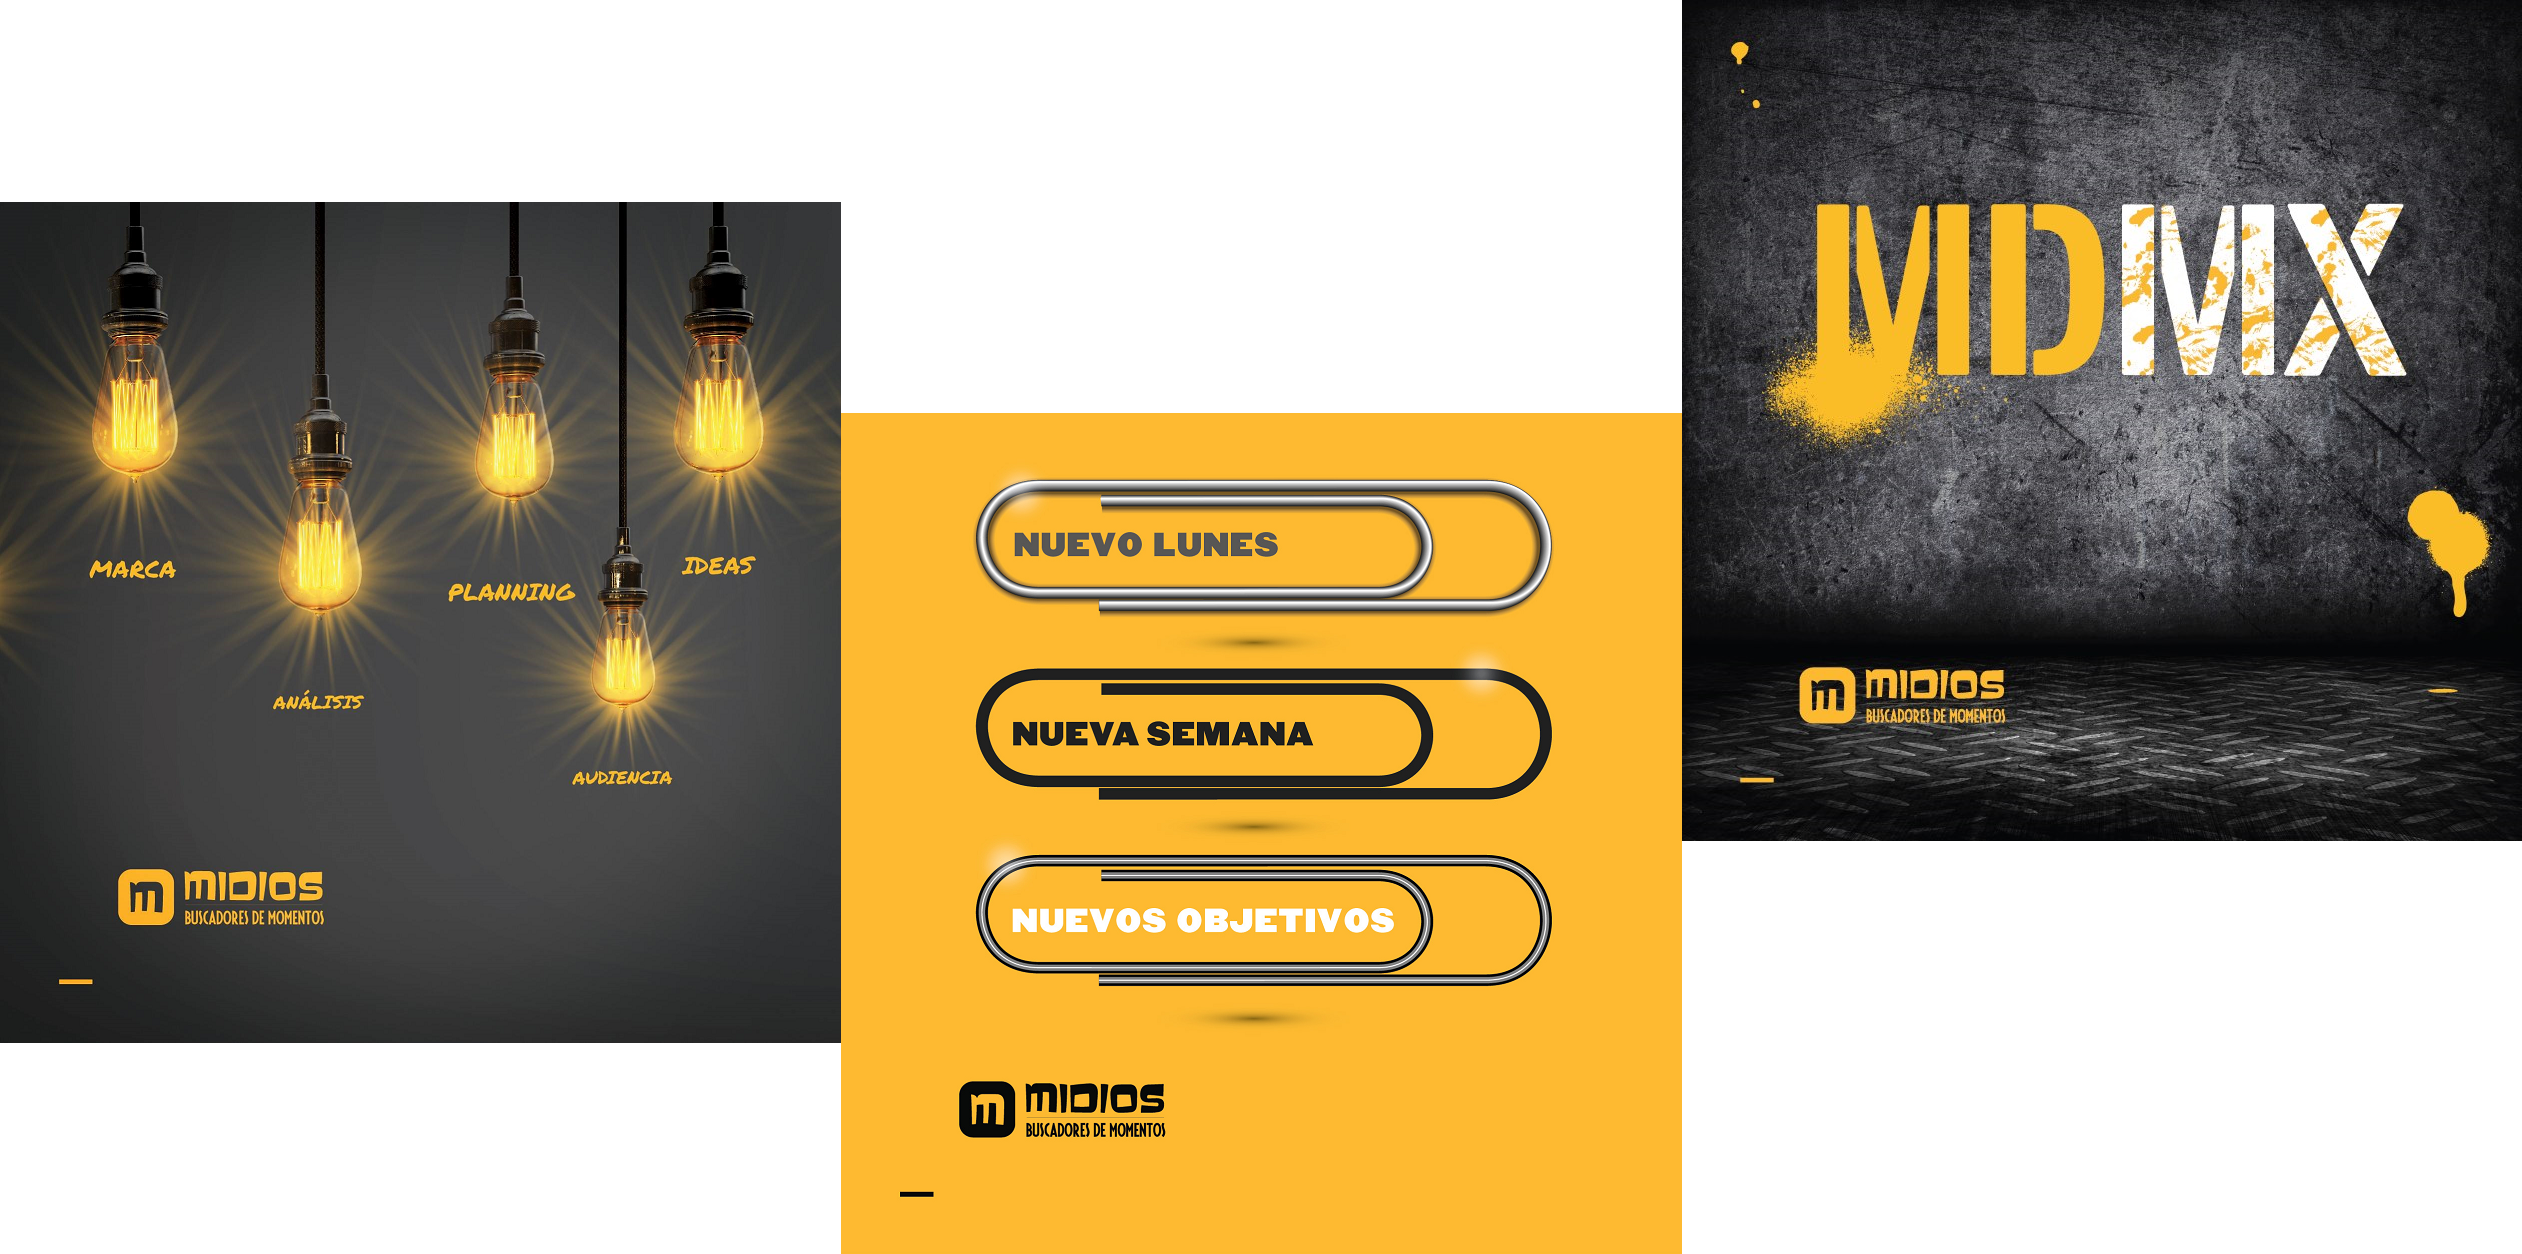 MARCA
ANÁLISIS
PLANNING
IDEAS
AUDIENCIA
m MIDIOS
BUSCADORES DE MOMENTOS
NUEVO LUNES
NUEVA SEMANA
NUEVOS OBJETIVOS
m MIDIOS
BUSCADORES DE MOMENTOS
MDMX
m MIDIOS
BUSCADORES DE MOMENTOS